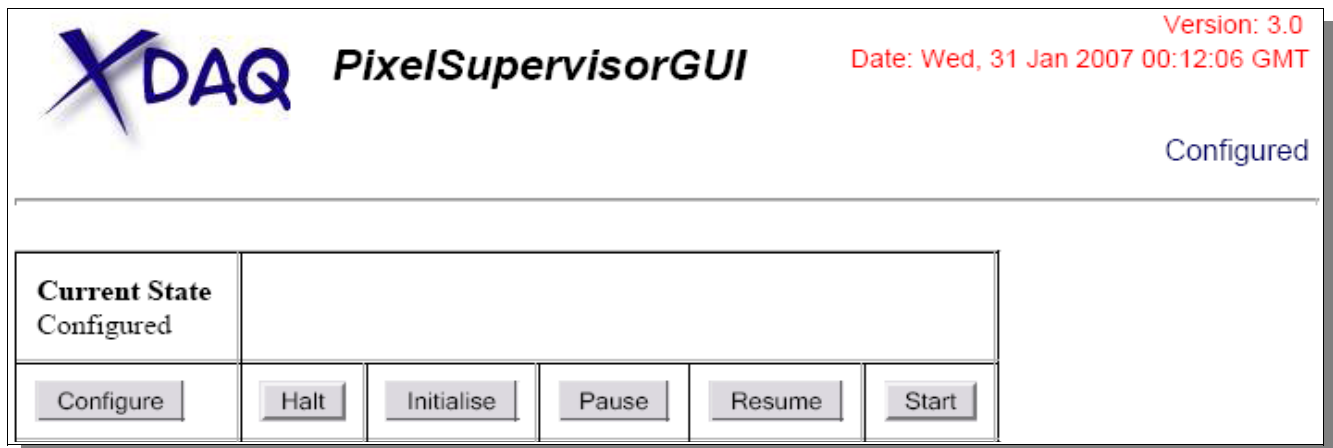 XDAQ
PixelSupervisorGUI
Version: 3.0
Date: Wed, 31 Jan 2007 00:12:06 GMT
Configured
Current State
Configured
Configure Halt Initialise Pause Resume Start